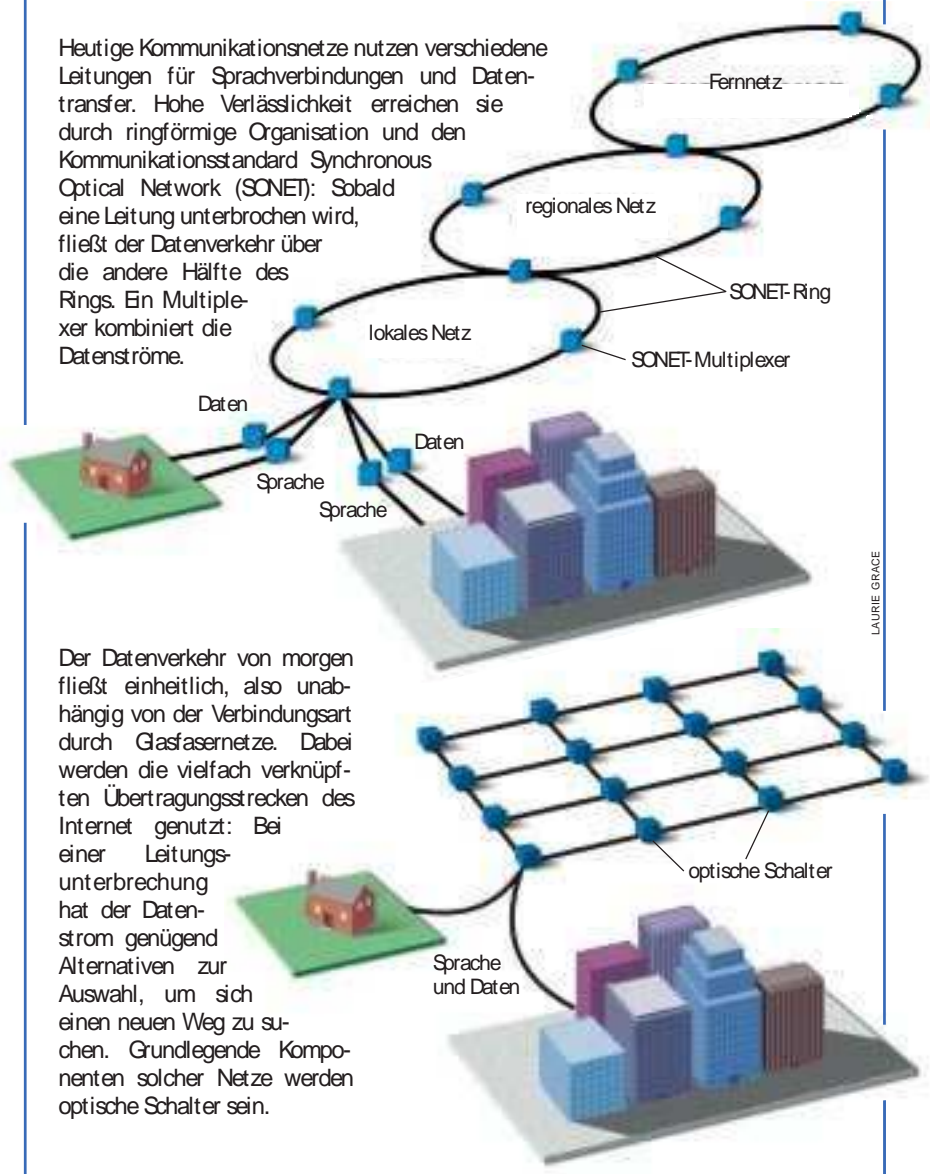 Heutige Kommunikationsnetze nutzen verschiedene
Leitungen für Sprachverbindungen und Daten-
transfer. Hohe Verlässlichkeit erreichen sie
durch ringförmige Organisation und den
Kommunikationsstandard Synchronous
Optical Network (SONET): Sobald
eine Leitung unterbrochen wird,
fließt der Datenverkehr über
die andere Hälfte des
Rings. Ein Multiple-
xer kombiniert die
Datenströme.
Fernnetz
regionales Netz
SONET-Ring
lokales Netz
SONET-Multiplexer
Daten
Daten
Sprache
Sprache
LAURIE GRACE
Der Datenverkehr von morgen
fließt einheitlich, also unab-
hängig von der Verbindungsart
durch Glasfasernetze. Dabei
werden die vielfach verknüpf-
ten Übertragungsstrecken des
Internet genutzt: Bei
einer Leitungs-
unterbrechung
hat der Daten-
strom genügend
Alternativen zur
Auswahl, um sich
einen neuen Weg zu su-
chen. Grundlegende Kompo-
nenten solcher Netze werden
optische Schalter sein.
optische Schalter
Sprache
und Daten